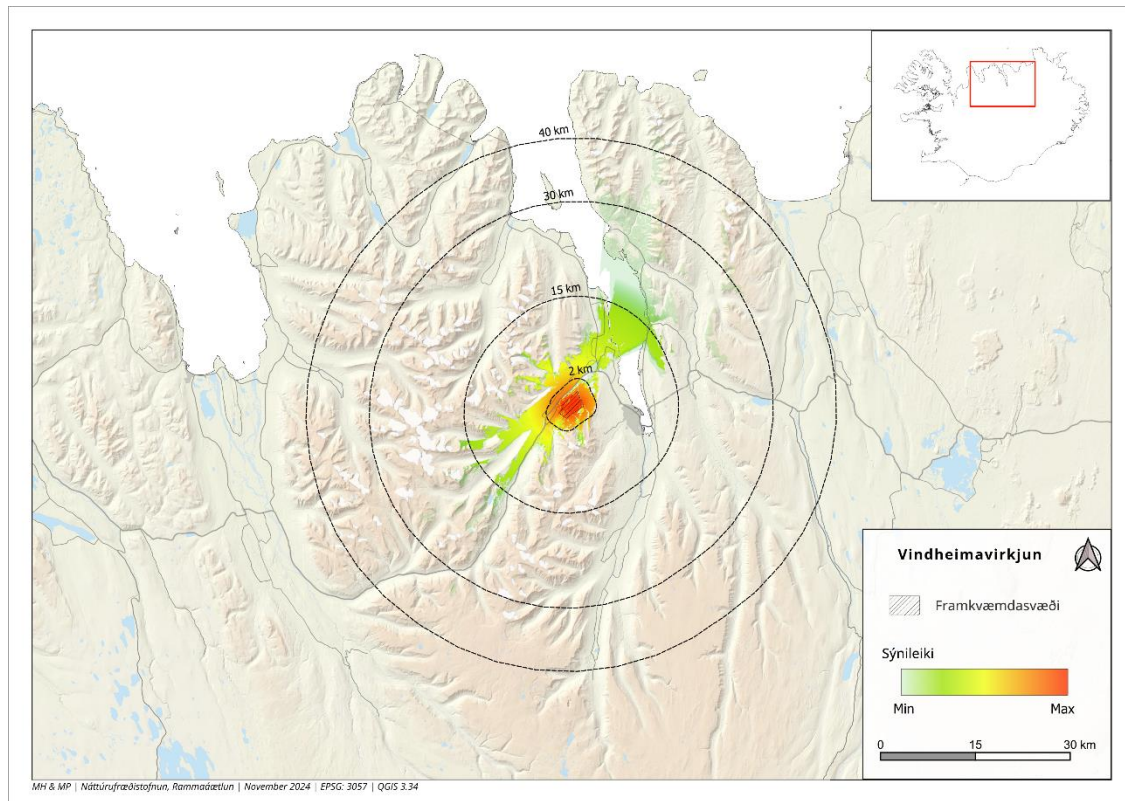 40 km
30 km
15 km
2 km
Vindheimavirkjun
Framkvæmdasvæði
Sýnileiki
Min Max
0 15 30 km
MH & MP | Náttúrufræðistofnun, Rammaáætlun | November 2024 | EPSG: 3057 | QGIS 3.34